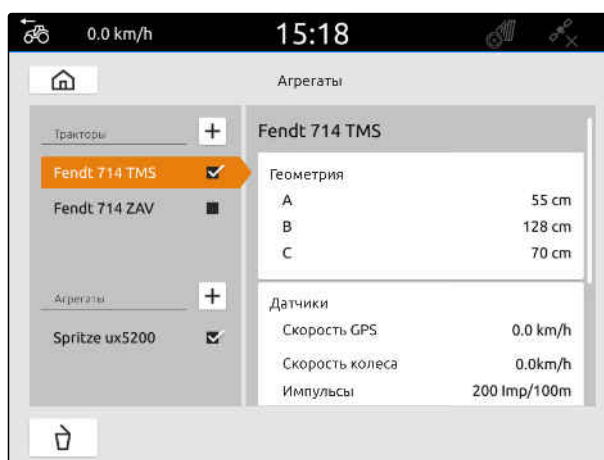 0.0 km/h
15:18
Агрегаты
Тракторы
+
Fendt 714 TMS
Fendt 714 ZAV
Агрегаты
+
Spritze ux5200
Fendt 714 TMS
Геометрия
A 55 cm
B 128 cm
C 70 cm
Датчики
Скорость GPS 0.0 km/h
Скорость колеса 0.0km/h
Импульсы 200 Imp/100m